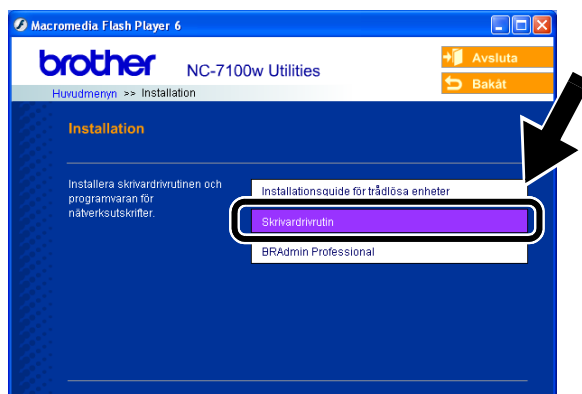 Macromedia Flash Player 6
brother
NC-7100w Utilities
Avsluta
Bakåt
Huvudmenyn >> Installation
Installation
Installera skrivardrivrutinen och
programvaran för
nätverksutskrifter.
Installationsguide för trådlösa enheter
Skrivardrivrutin
BRAdmin Professional